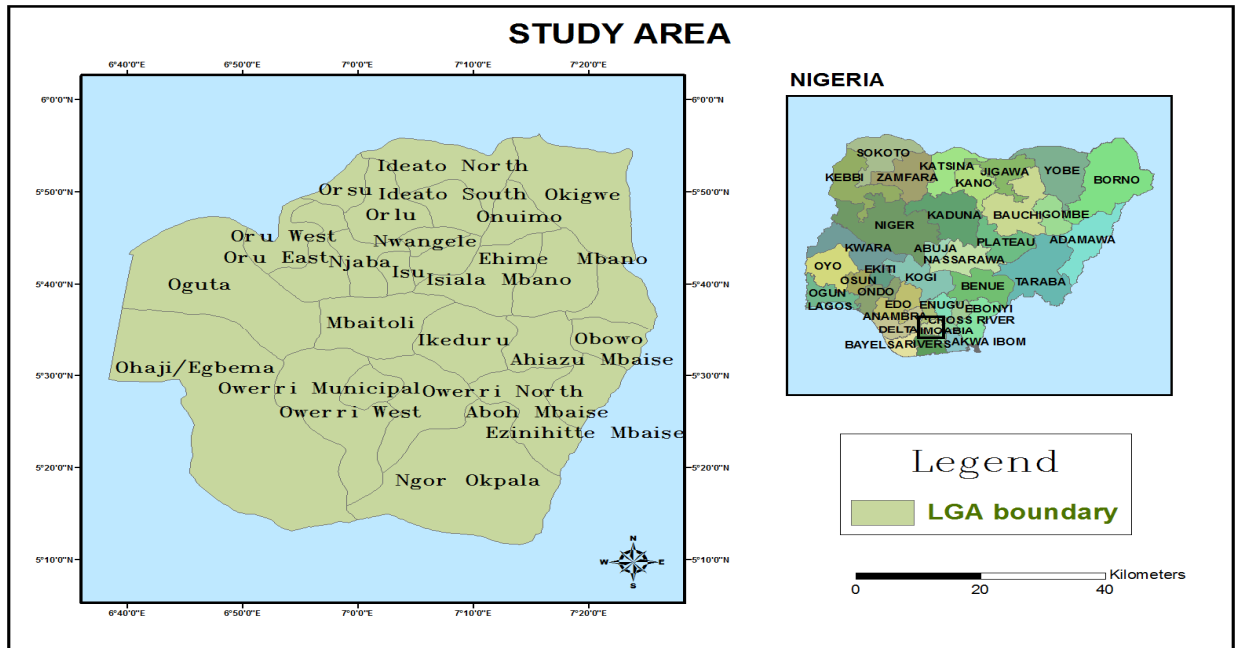 STUDY AREA
6°40'0"E 6°50'0"E 7°0'0"E 7°10'0"E 7°20'0"E
6°0'0"N 6°0'0"N
Ideato North
5°50'0"N Orsu Ideato South Okigwe 5°50'0"N
Orlu Onuimo
Oru West Nwangele
Oru East Njaba Isu Ehime Mbano
Oguta Isiala Mbano
5°40'0"N 5°40'0"N
Mbaitoli Ikeduru Obowo
Ahiazu Mbaise
5°30'0"N Ohaji/Egbema 5°30'0"N
Owerri Municipal Owerri North
Owerri West Aboh Mbaise
Ezinihitte Mbaise
5°20'0"N 5°20'0"N
Ngor Okpala
5°10'0"N 5°10'0"N
N
W E
S
6°40'0"E 6°50'0"E 7°0'0"E 7°10'0"E 7°20'0"E
NIGERIA
SOKOTO KATSINA JIGAWA YOBE
KEBBI ZAMFARA KANO BORNO
NIGER KADUNA BAUCHI GOMBE
KWARA ABUJA PLATEAU ADAMAWA
NASSARAWA
OYO EKITI KOGI TARABA
OSUN BENUE
OGUN ONDO
LAGOS EDO ENUGU EBONYI
ANAMBRA CROSS RIVER
DELTA IMO ABIA
BAYELSA RIVERS AKWA IBOM
Legend
LGA boundary
Kilometers
0 20 40